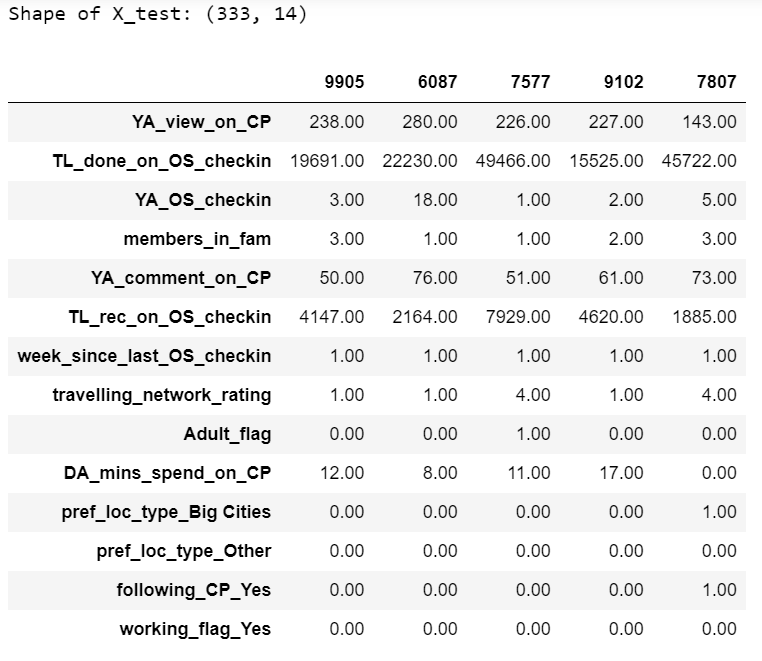 Shape of X_test: (333, 14)
9905 6087 7577 9102 7807
YA_view_on_CP 238.00 280.00 226.00 227.00 143.00
TL_done_on_OS_checkin 19691.00 22230.00 49466.00 15525.00 45722.00
YA_OS_checkin 3.00 18.00 1.00 2.00 5.00
members_in_fam 3.00 1.00 1.00 2.00 3.00
YA_comment_on_CP 50.00 76.00 51.00 61.00 73.00
TL_rec_on_OS_checkin 4147.00 2164.00 7929.00 4620.00 1885.00
week_since_last_OS_checkin 1.00 1.00 1.00 1.00 1.00
travelling_network_rating 1.00 1.00 4.00 1.00 4.00
Adult_flag 0.00 0.00 1.00 0.00 0.00
DA_mins_spend_on_CP 12.00 8.00 11.00 17.00 0.00
pref_loc_type_Big Cities 0.00 0.00 0.00 0.00 1.00
pref_loc_type_Other 0.00 0.00 0.00 0.00 0.00
following_CP_Yes 0.00 0.00 0.00 0.00 1.00
working_flag_Yes 0.00 0.00 0.00 0.00 0.00